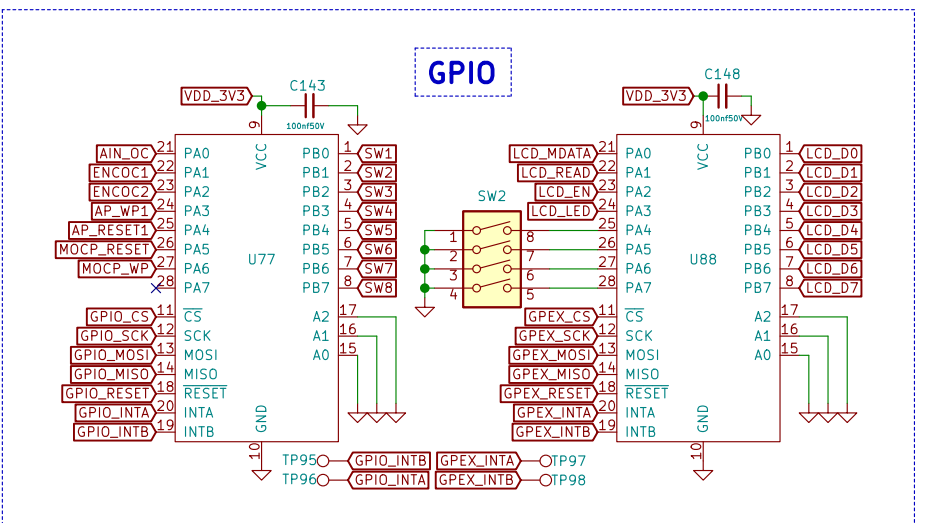 GPIO
VDD_3V3
C143
100nf50V
9
VCC
AIN_OC 21 PA0 PB0 1 SW1
ENCOC1 22 PA1 PB1 2 SW2
ENCOC2 23 PA2 PB2 3 SW3
AP_WP1 24 PA3 PB3 4 SW4
AP_RESET1 25 PA4 PB4 5 SW5
MOCP_RESET 26 PA5 PB5 6 SW6
U77
MOCP_WP 27 PA6 PB6 7 SW7
28 PA7 PB7 8 SW8
GPIO_CS 11 CS A2 17
GPIO_SCK 12 SCK A1 16
GPIO_MOSI 13 MOSI A0 15
GPIO_MISO 14 MISO
GPIO_RESET 18 RESET
GPIO_INTA 20 INTA
GPIO_INTB 19 INTB
GND
10
SW2
1 8
2 7
3 6
4 5
VDD_3V3
C148
100nf50V
9
VCC
LCD_MDATA 21 PA0 PB0 1 LCD_D0
LCD_READ 22 PA1 PB1 2 LCD_D1
LCD_EN 23 PA2 PB2 3 LCD_D2
LCD_LED 24 PA3 PB3 4 LCD_D3
25 PA4 PB4 5 LCD_D4
26 PA5 PB5 6 LCD_D5
U88
27 PA6 PB6 7 LCD_D6
28 PA7 PB7 8 LCD_D7
GPEX_CS 11 CS A2 17
GPEX_SCK 12 SCK A1 16
GPEX_MOSI 13 MOSI A0 15
GPEX_MISO 14 MISO
GPEX_RESET 18 RESET
GPEX_INTA 20 INTA
GPEX_INTB 19 INTB
GND
10
TP95 GPIO_INTB GPEX_INTA TP97
TP96 GPIO_INTA GPEX_INTB TP98